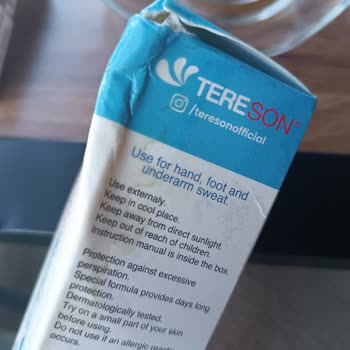 TERESON
/teresonofficial
Use for hand, foot and
underarm sweat.
Use externaly.
Keep in cool place.
Keep away from direct sunlight.
Keep out of reach of children.
Instruction manual is inside the box.
Protection against excessive
perspiration.
Special formula provides days long
protection.
Dermatologically tested.
Try on a small part of your skin
before using.
Do not use if an allergic
occurs.